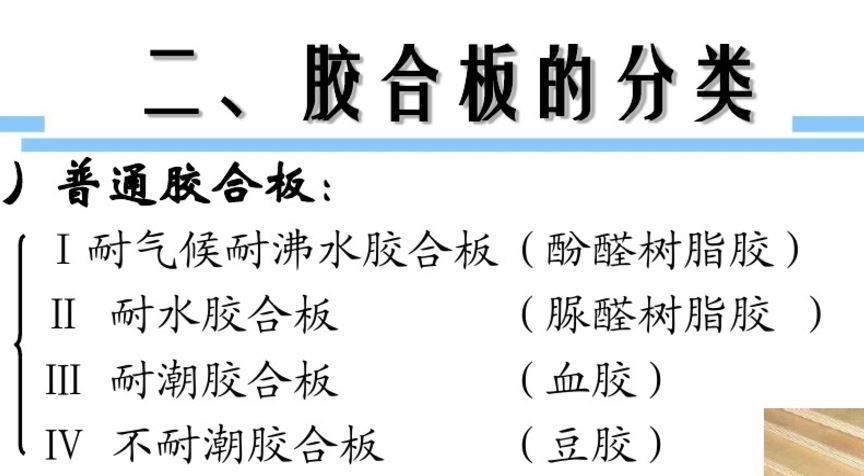 二、胶合板的分类
）普通胶合板：
Ⅰ 耐气候耐沸水胶合板（酚醛树脂胶）
Ⅱ 耐水胶合板 （脲醛树脂胶 ）
Ⅲ 耐潮胶合板 （血胶）
Ⅳ 不耐潮胶合板 （豆胶）